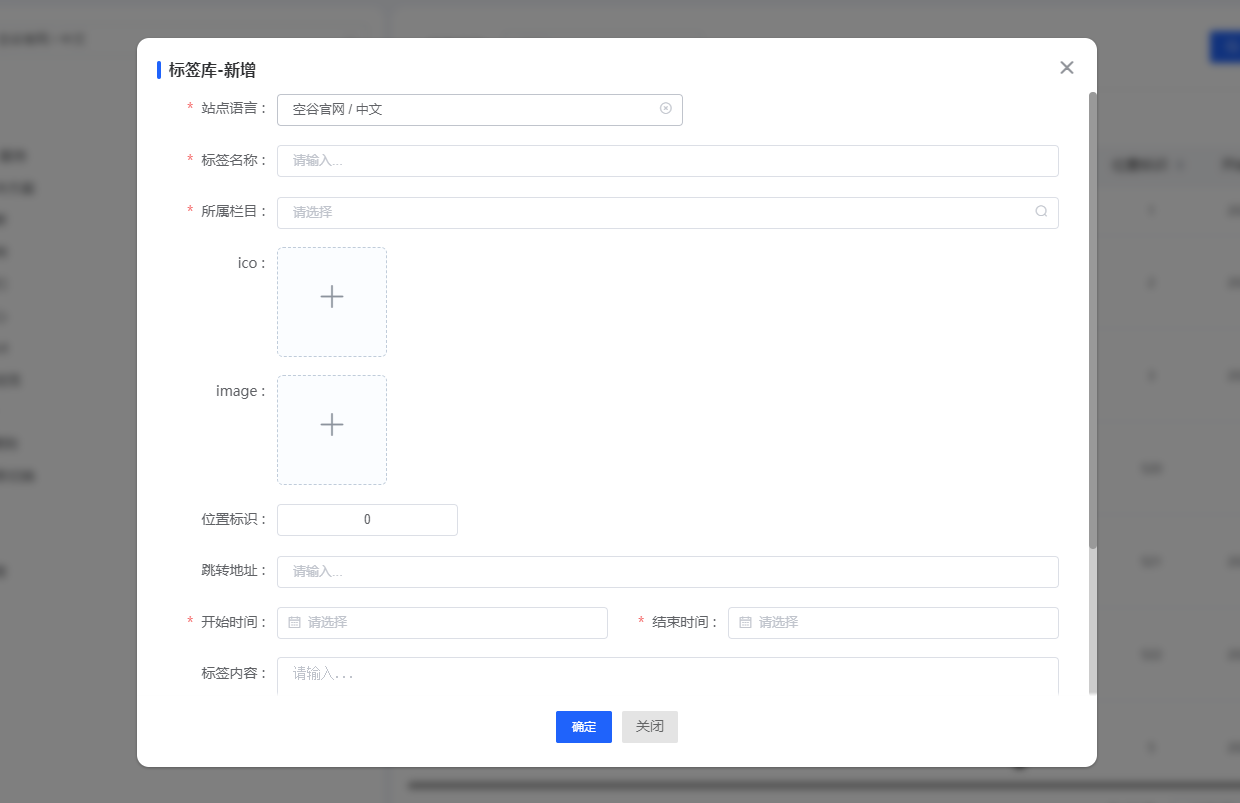 标签库-新增
* 站点语言 : 空谷官网 / 中文
* 标签名称 : 请输入...
* 所属栏目 : 请选择
ico :
image :
位置标识 : 0
跳转地址 : 请输入...
* 开始时间 : 请选择 * 结束时间 : 请选择
标签内容 : 请输入...
确定 关闭